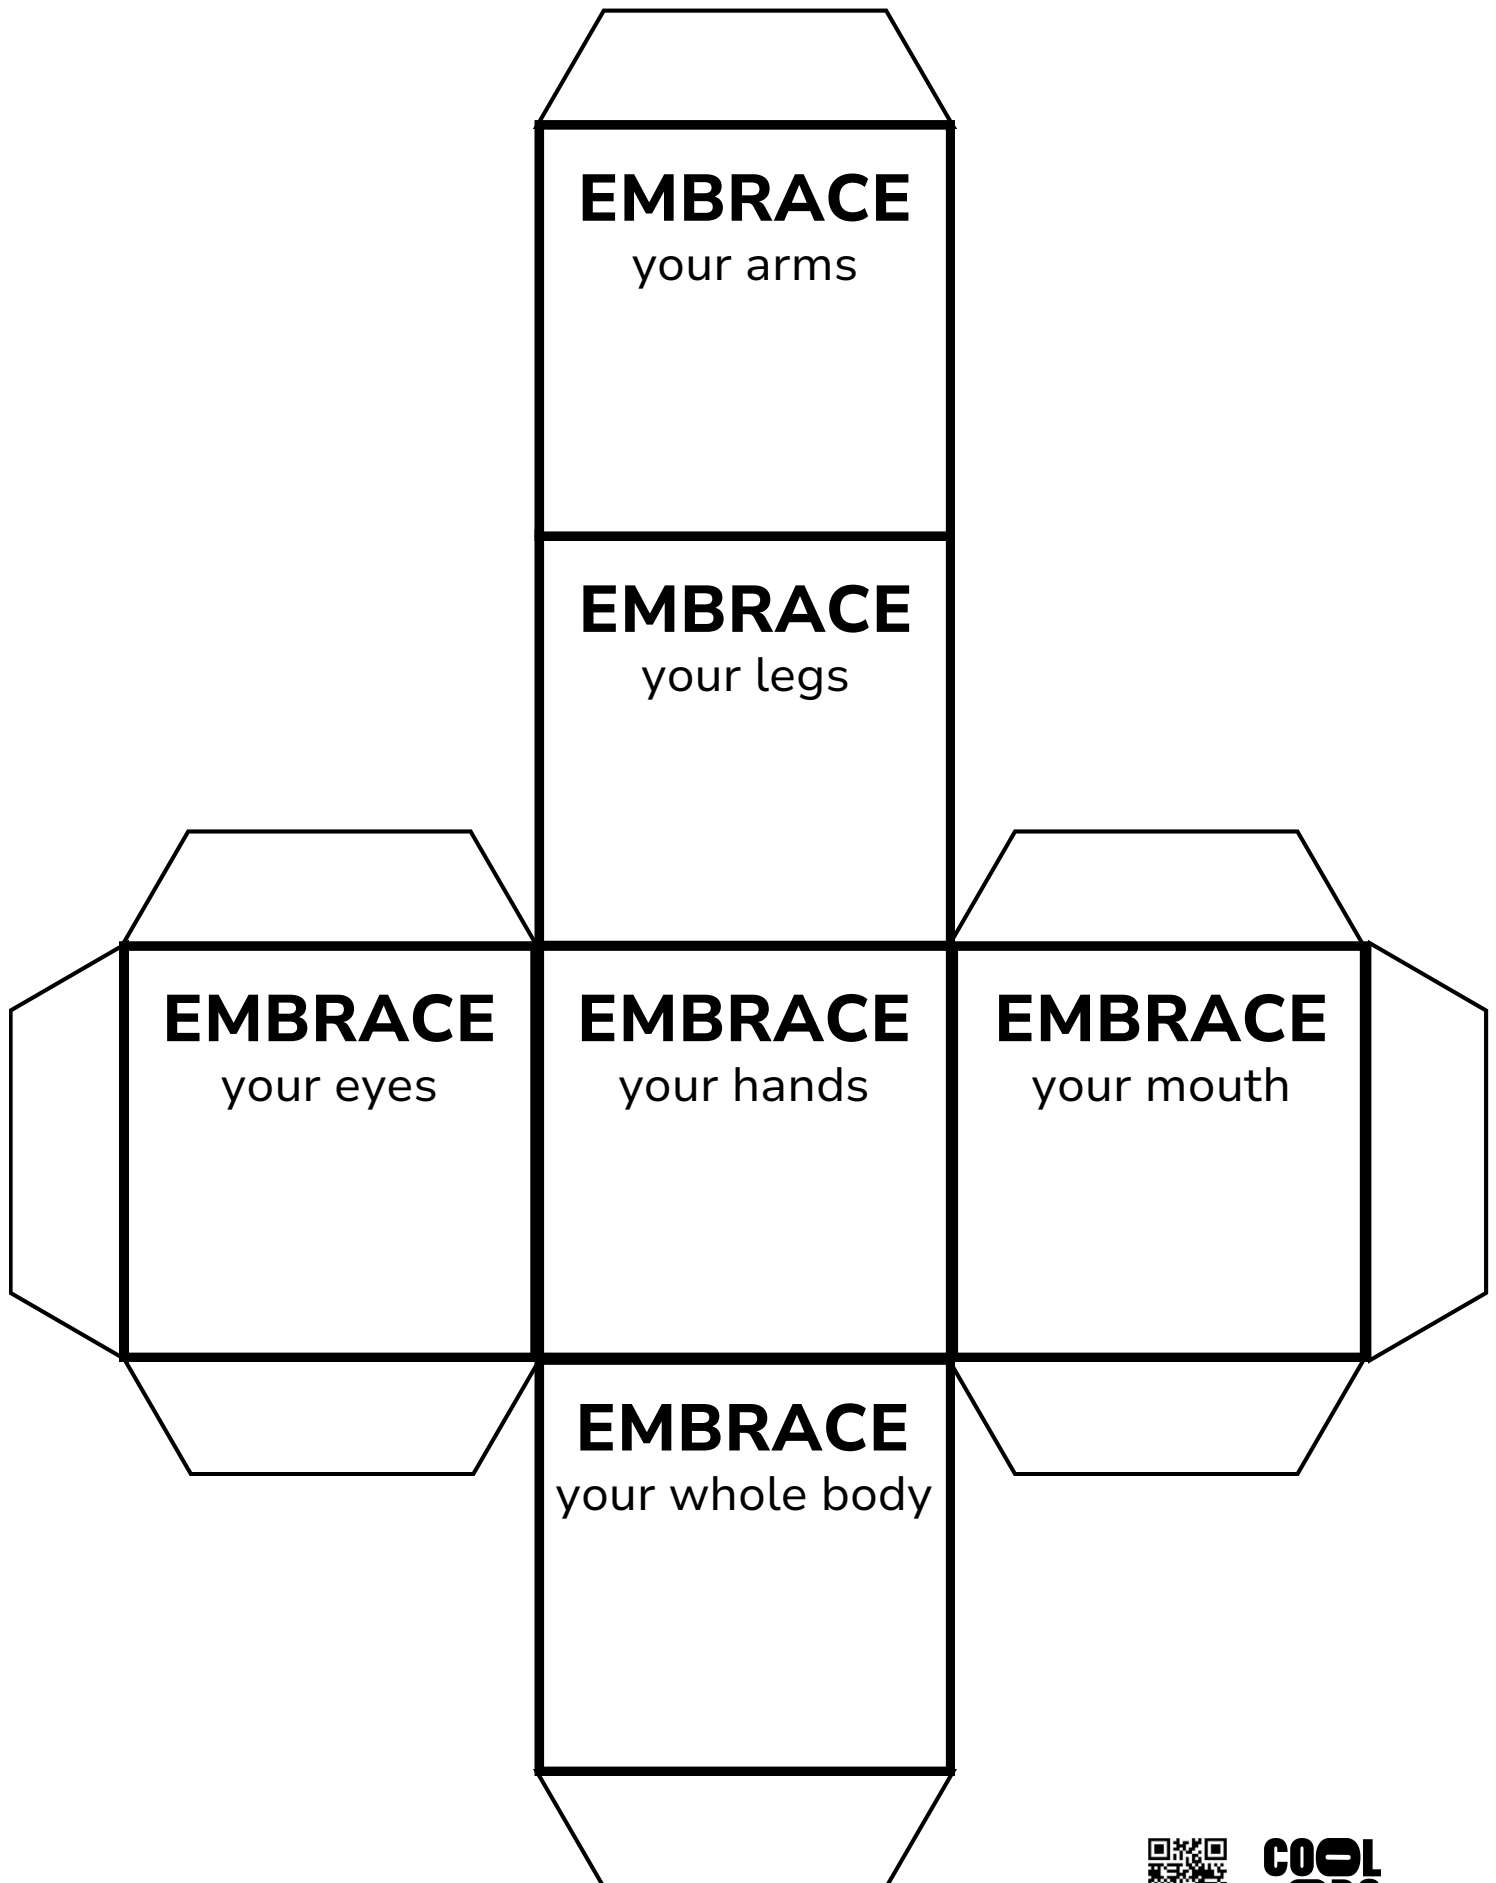 EMBRACE
your arms
EMBRACE
your legs
EMBRACE
your eyes
EMBRACE
your hands
EMBRACE
your mouth
EMBRACE
your whole body
COOL